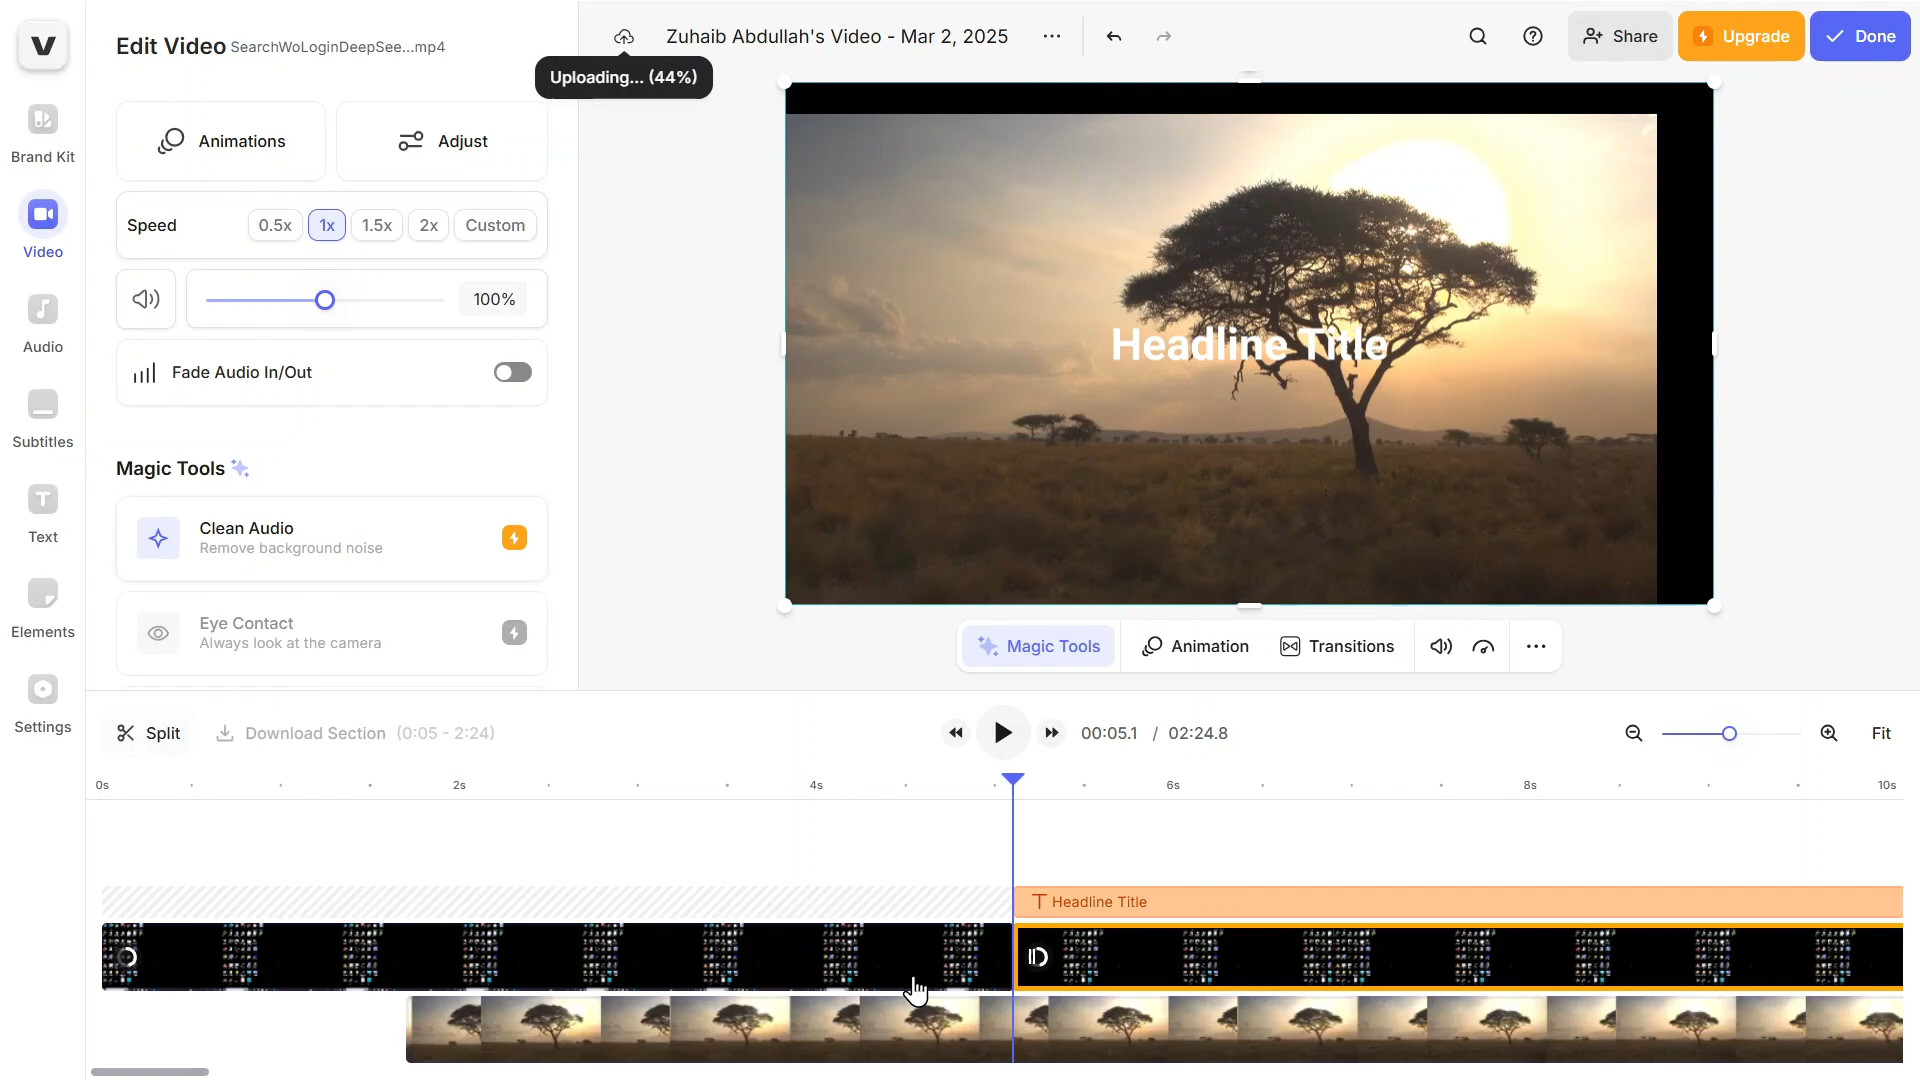 V
Edit Video SearchWoLoginDeepSee...mp4
Zuhaib Abdullah's Video - Mar 2, 2025
Share
Upgrade
Done
Uploading... (44%)
Brand Kit
Video
Audio
Subtitles
Text
Elements
Settings
Animations
Adjust
Speed
0.5x
1x
1.5x
2x
Custom
100%
Fade Audio In/Out
Magic Tools
Clean Audio
Remove background noise
Eye Contact
Always look at the camera
Headline Title
Magic Tools
Animation
Transitions
Split
Download Section (0:05 - 2:24)
00:05.1 / 02:24.8
Fit
0s
2s
4s
6s
8s
10s
T Headline Title